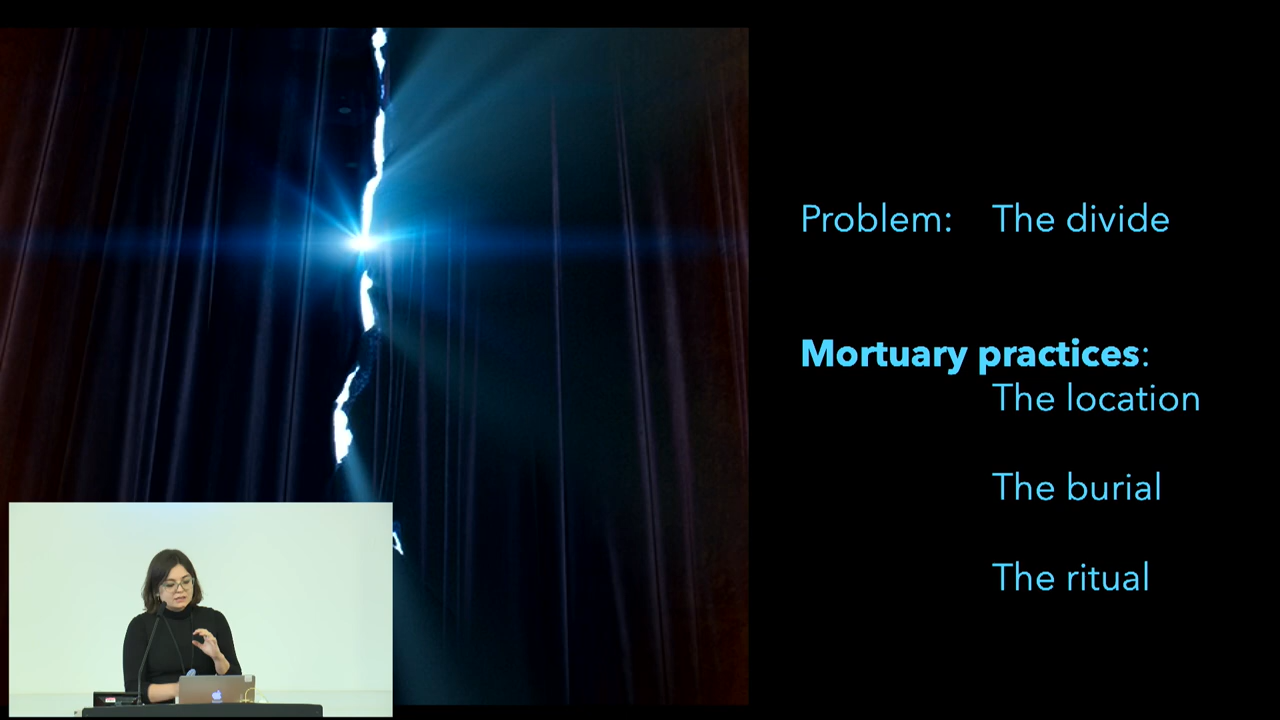 Problem: The divide
Mortuary practices:
The location
The burial
The ritual